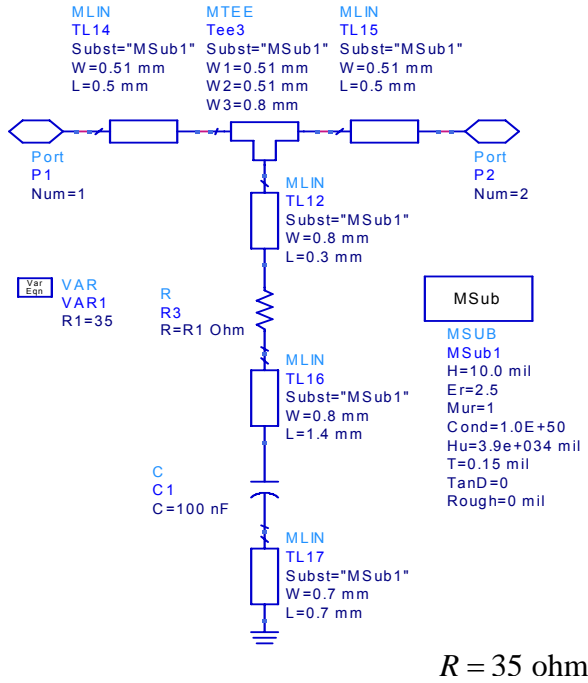 MLIN
TL14
Subst="MSub1"
W=0.51 mm
L=0.5 mm
MTEE
Tee3
Subst="MSub1"
W1=0.51 mm
W2=0.51 mm
W3=0.8 mm
MLIN
TL15
Subst="MSub1"
W=0.51 mm
L=0.5 mm
Port
P1
Num=1
Port
P2
Num=2
MLIN
TL12
Subst="MSub1"
W=0.8 mm
L=0.3 mm
Var
Eqn
VAR
VAR1
R1=35
R
R3
R=R1 Ohm
MSub
MSUB
MSub1
H=10.0 mil
Er=2.5
Mur=1
Cond=1.0E+50
Hu=3.9e+034 mil
T=0.15 mil
TanD=0
Rough=0 mil
MLIN
TL16
Subst="MSub1"
W=0.8 mm
L=1.4 mm
C
C1
C=100 nF
MLIN
TL17
Subst="MSub1"
W=0.7 mm
L=0.7 mm
R = 35 ohm